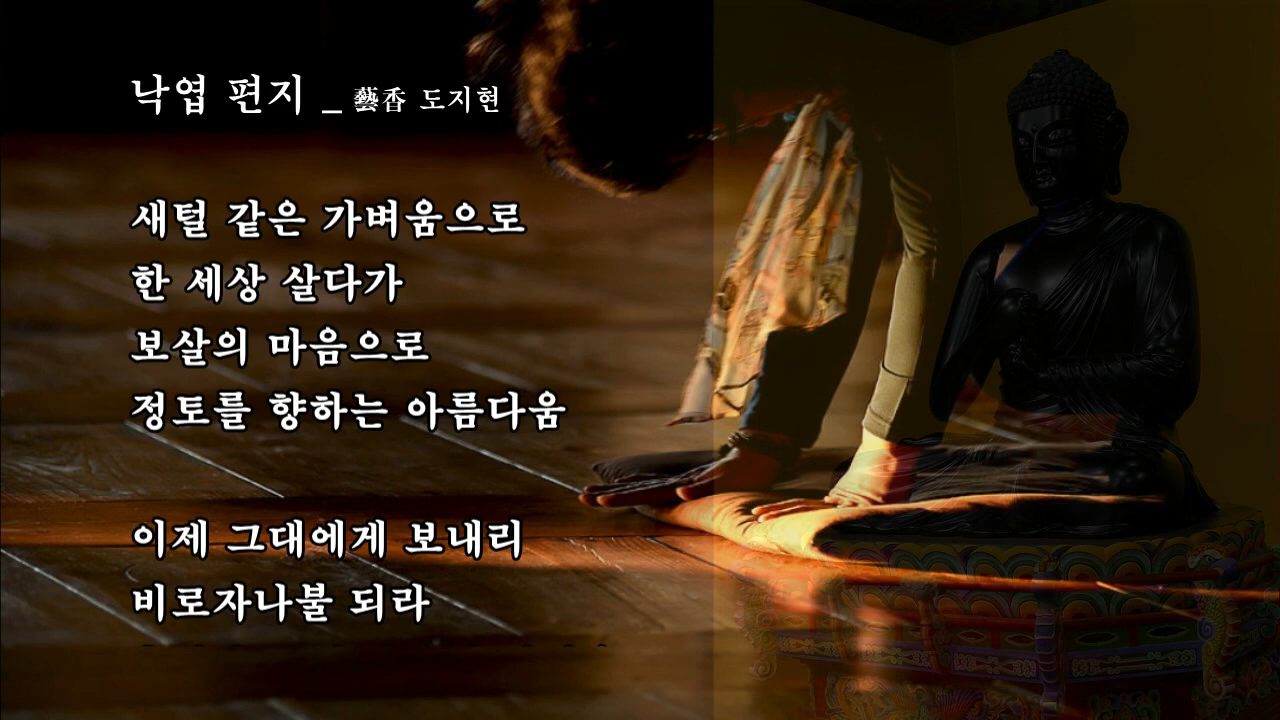 낙엽 편지 _ 藝香 도지현
새털 같은 가벼움으로
한 세상 살다가
보살의 마음으로
정토를 향하는 아름다움
이제 그대에게 보내리
비로자나불 되라